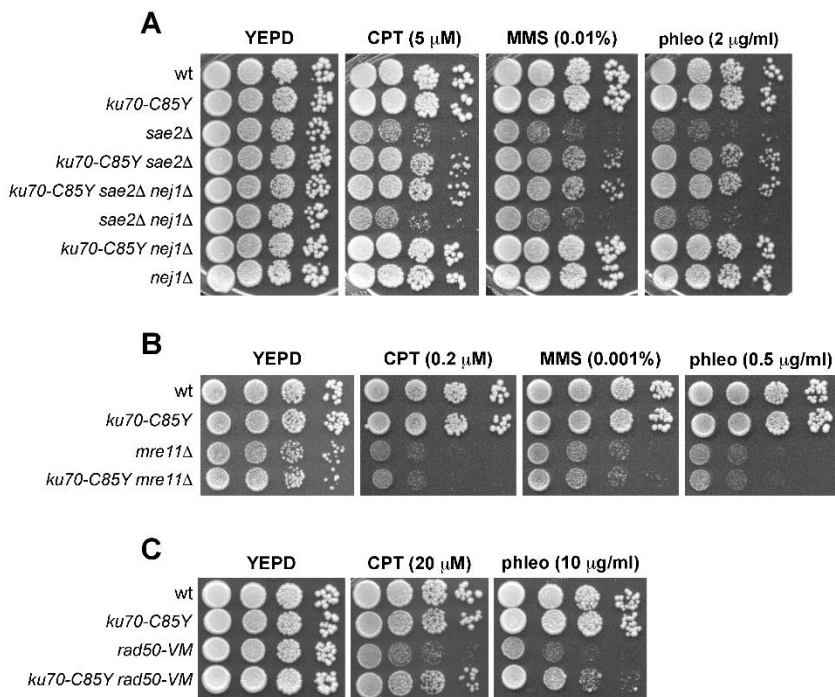 A
YEPD CPT (5 μM) MMS (0.01%) phleo (2 μg/ml)
wt
ku70-C85Y
sae2Δ
ku70-C85Y sae2Δ
ku70-C85Y sae2Δ nej1Δ
sae2Δ nej1Δ
ku70-C85Y nej1Δ
nej1Δ
B
YEPD CPT (0.2 μM) MMS (0.001%) phleo (0.5 μg/ml)
wt
ku70-C85Y
mre11Δ
ku70-C85Y mre11Δ
C
YEPD CPT (20 μM) phleo (10 μg/ml)
wt
ku70-C85Y
rad50-VM
ku70-C85Y rad50-VM